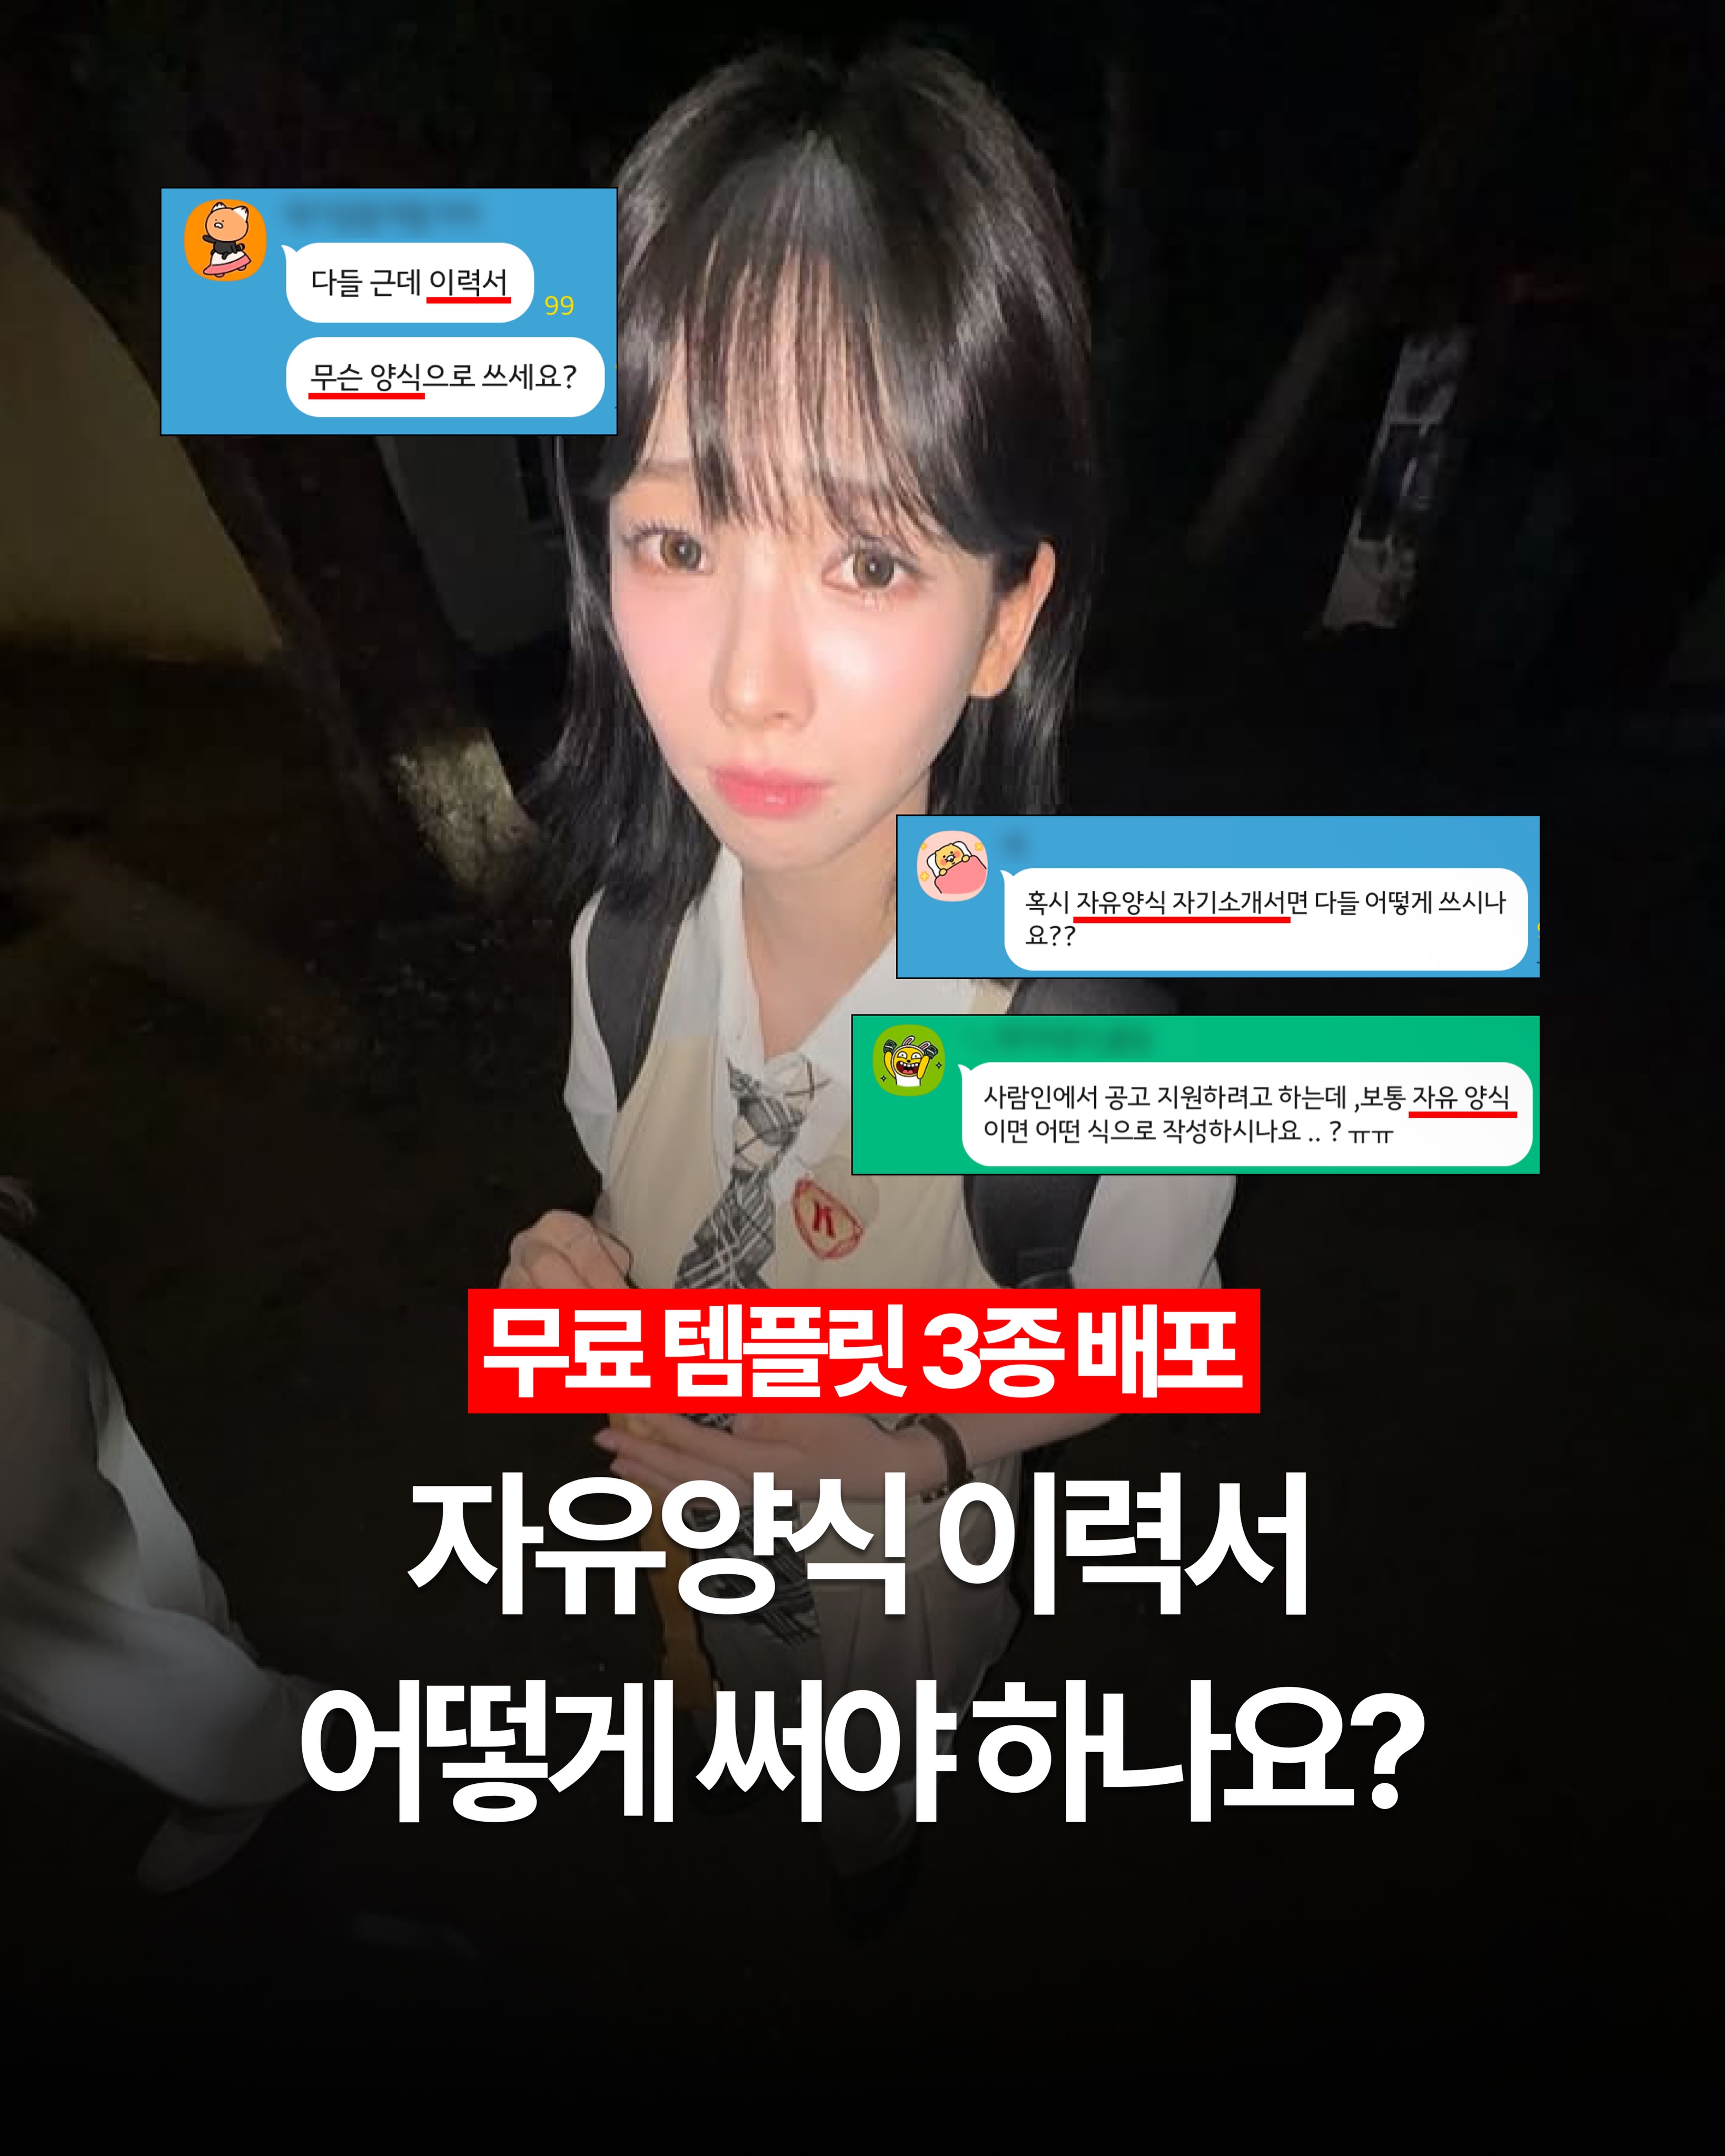 다들 근데 이력서
99
무슨 양식으로 쓰세요?
혹시 자유양식 자기소개서면 다들 어떻게 쓰시나
요??
사람인에서 공고 지원하려고 하는데 ,보통 자유 양식
이면 어떤 식으로 작성하시나요 .. ? ㅠㅠ
K
무료 템플릿 3종 배포
자유양식 이력서
어떻게 써야 하나요?